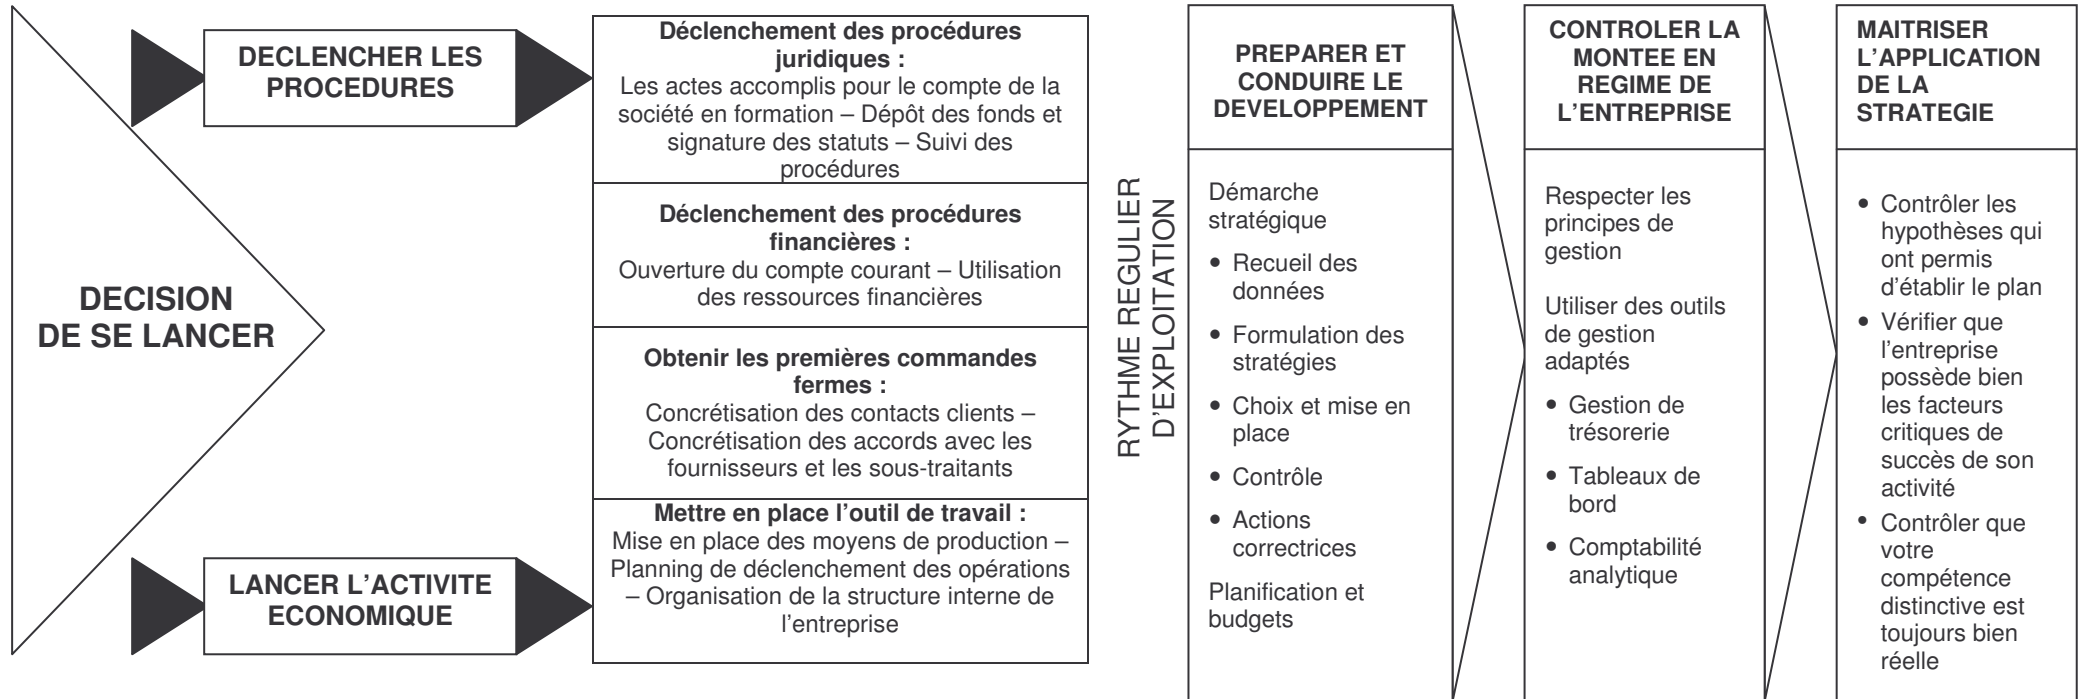 DECISION
DE SE LANCER
DECLENCHER LES
PROCEDURES
LANCER L’ACTIVITE
ECONOMIQUE
Déclenchement des procédures
juridiques :
Les actes accomplis pour le compte de la
société en formation – Dépôt des fonds et
signature des statuts – Suivi des
procédures
Déclenchement des procédures
financières :
Ouverture du compte courant – Utilisation
des ressources financières
Obtenir les premières commandes
fermes :
Concrétisation des contacts clients –
Concrétisation des accords avec les
fournisseurs et les sous-traitants
Mettre en place l’outil de travail :
Mise en place des moyens de production –
Planning de déclenchement des opérations
– Organisation de la structure interne de
l’entreprise
RYTHME REGULIER
D’EXPLOITATION
PREPARER ET
CONDUIRE LE
DEVELOPPEMENT
Démarche
stratégique
• Recueil des
données
• Formulation des
stratégies
• Choix et mise en
place
• Contrôle
• Actions
correctrices
Planification et
budgets
CONTROLER LA
MONTEE EN
REGIME DE
L’ENTREPRISE
Respecter les
principes de
gestion
Utiliser des outils
de gestion
adaptés
• Gestion de
trésorerie
• Tableaux de
bord
• Comptabilité
analytique
MAITRISER
L’APPLICATION
DE LA
STRATEGIE
• Contrôler les
hypothèses qui
ont permis
d’établir le plan
• Vérifier que
l’entreprise
possède bien
les facteurs
critiques de
succès de son
activité
• Contrôler que
votre
compétence
distinctive est
toujours bien
réelle